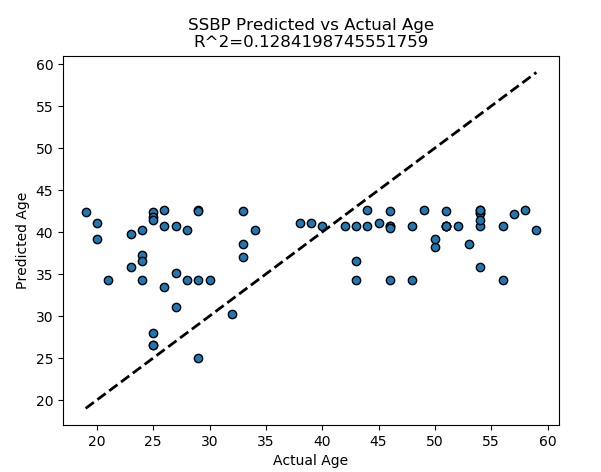 SSBP Predicted vs Actual Age
R^2=0.1284198745551759
60
55
50
45
40
35
30
25
20
Predicted Age
20 25 30 35 40 45 50 55 60
Actual Age